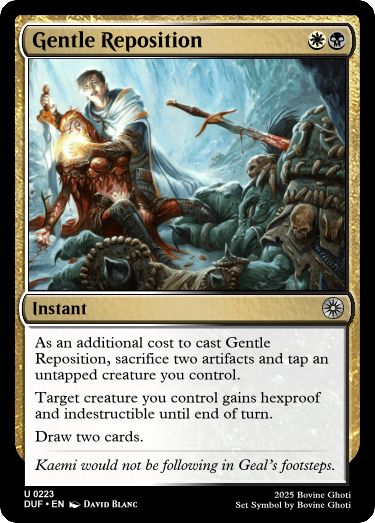 Gentle Reposition
Instant
As an additional cost to cast Gentle
Reposition, sacrifice two artifacts and tap an
untapped creature you control.
Target creature you control gains hexproof
and indestructible until end of turn.
Draw two cards.
Kaemi would not be following in Geal's footsteps.
U 0223
DUF • EN David Blanc
2025 Bovine Ghoti
Set Symbol by Bovine Ghoti